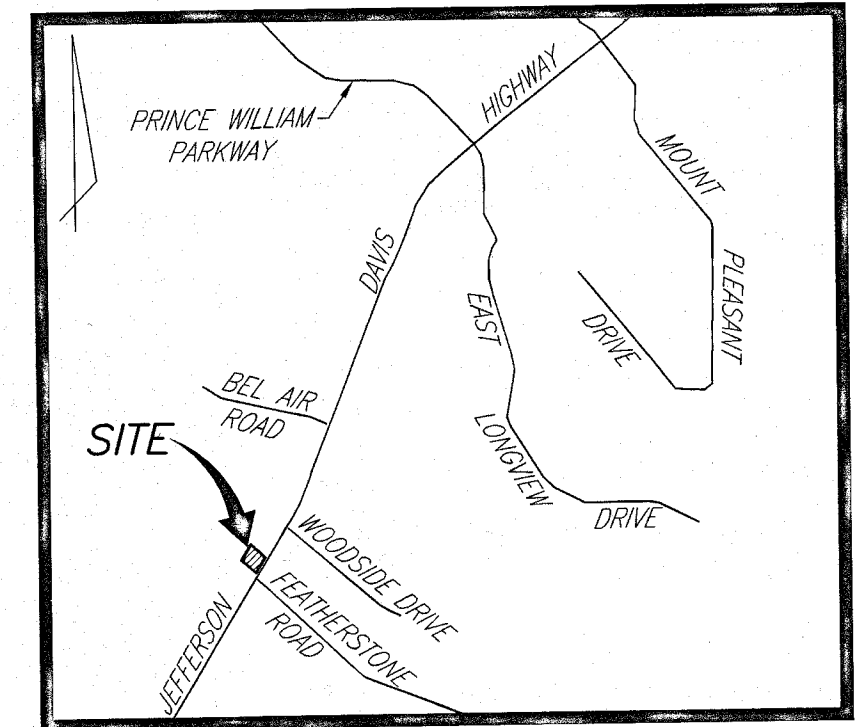 PRINCE WILLIAM
PARKWAY
HIGHWAY
MOUNT
PLEASANT
DRIVE
DAVIS
EAST
LONGVIEW
DRIVE
BEL AIR
ROAD
SITE
WOODSIDE DRIVE
FEATHERSTONE
ROAD
JEFFERSON